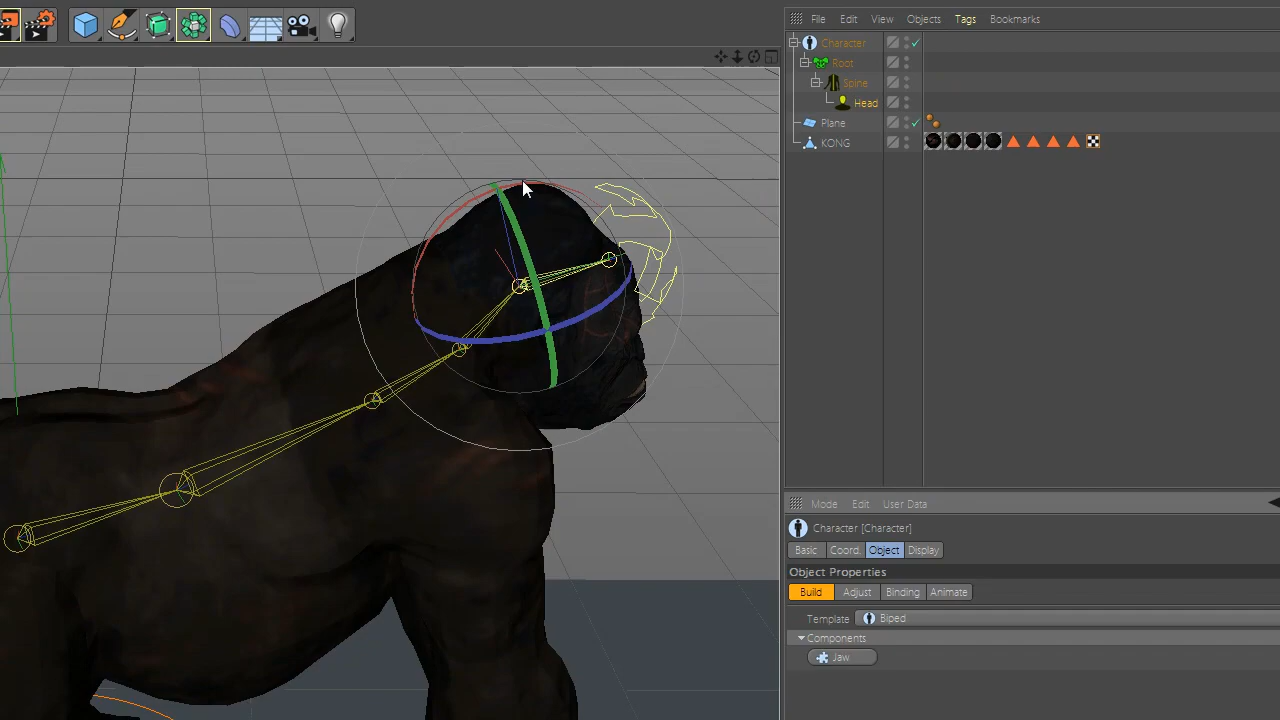 File Edit View Objects Tags Bookmarks
Character
Root
Spine
Head
Plane
KONG
Mode Edit User Data
Character [Character]
Basic Coord. Object Display
Object Properties
Build Adjust Binding Animate
Template Biped
Components
Jaw